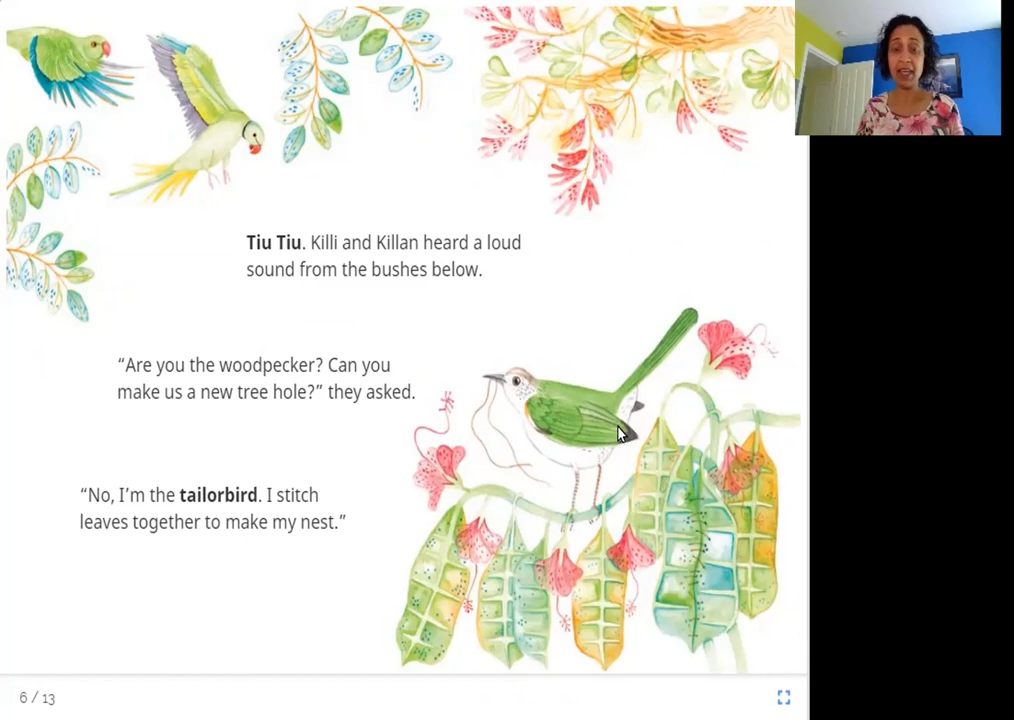 Tiu Tiu. Killi and Killan heard a loud
sound from the bushes below.
“Are you the woodpecker? Can you
make us a new tree hole?” they asked.
“No, I’m the tailorbird. I stitch
leaves together to make my nest.”
6 / 13